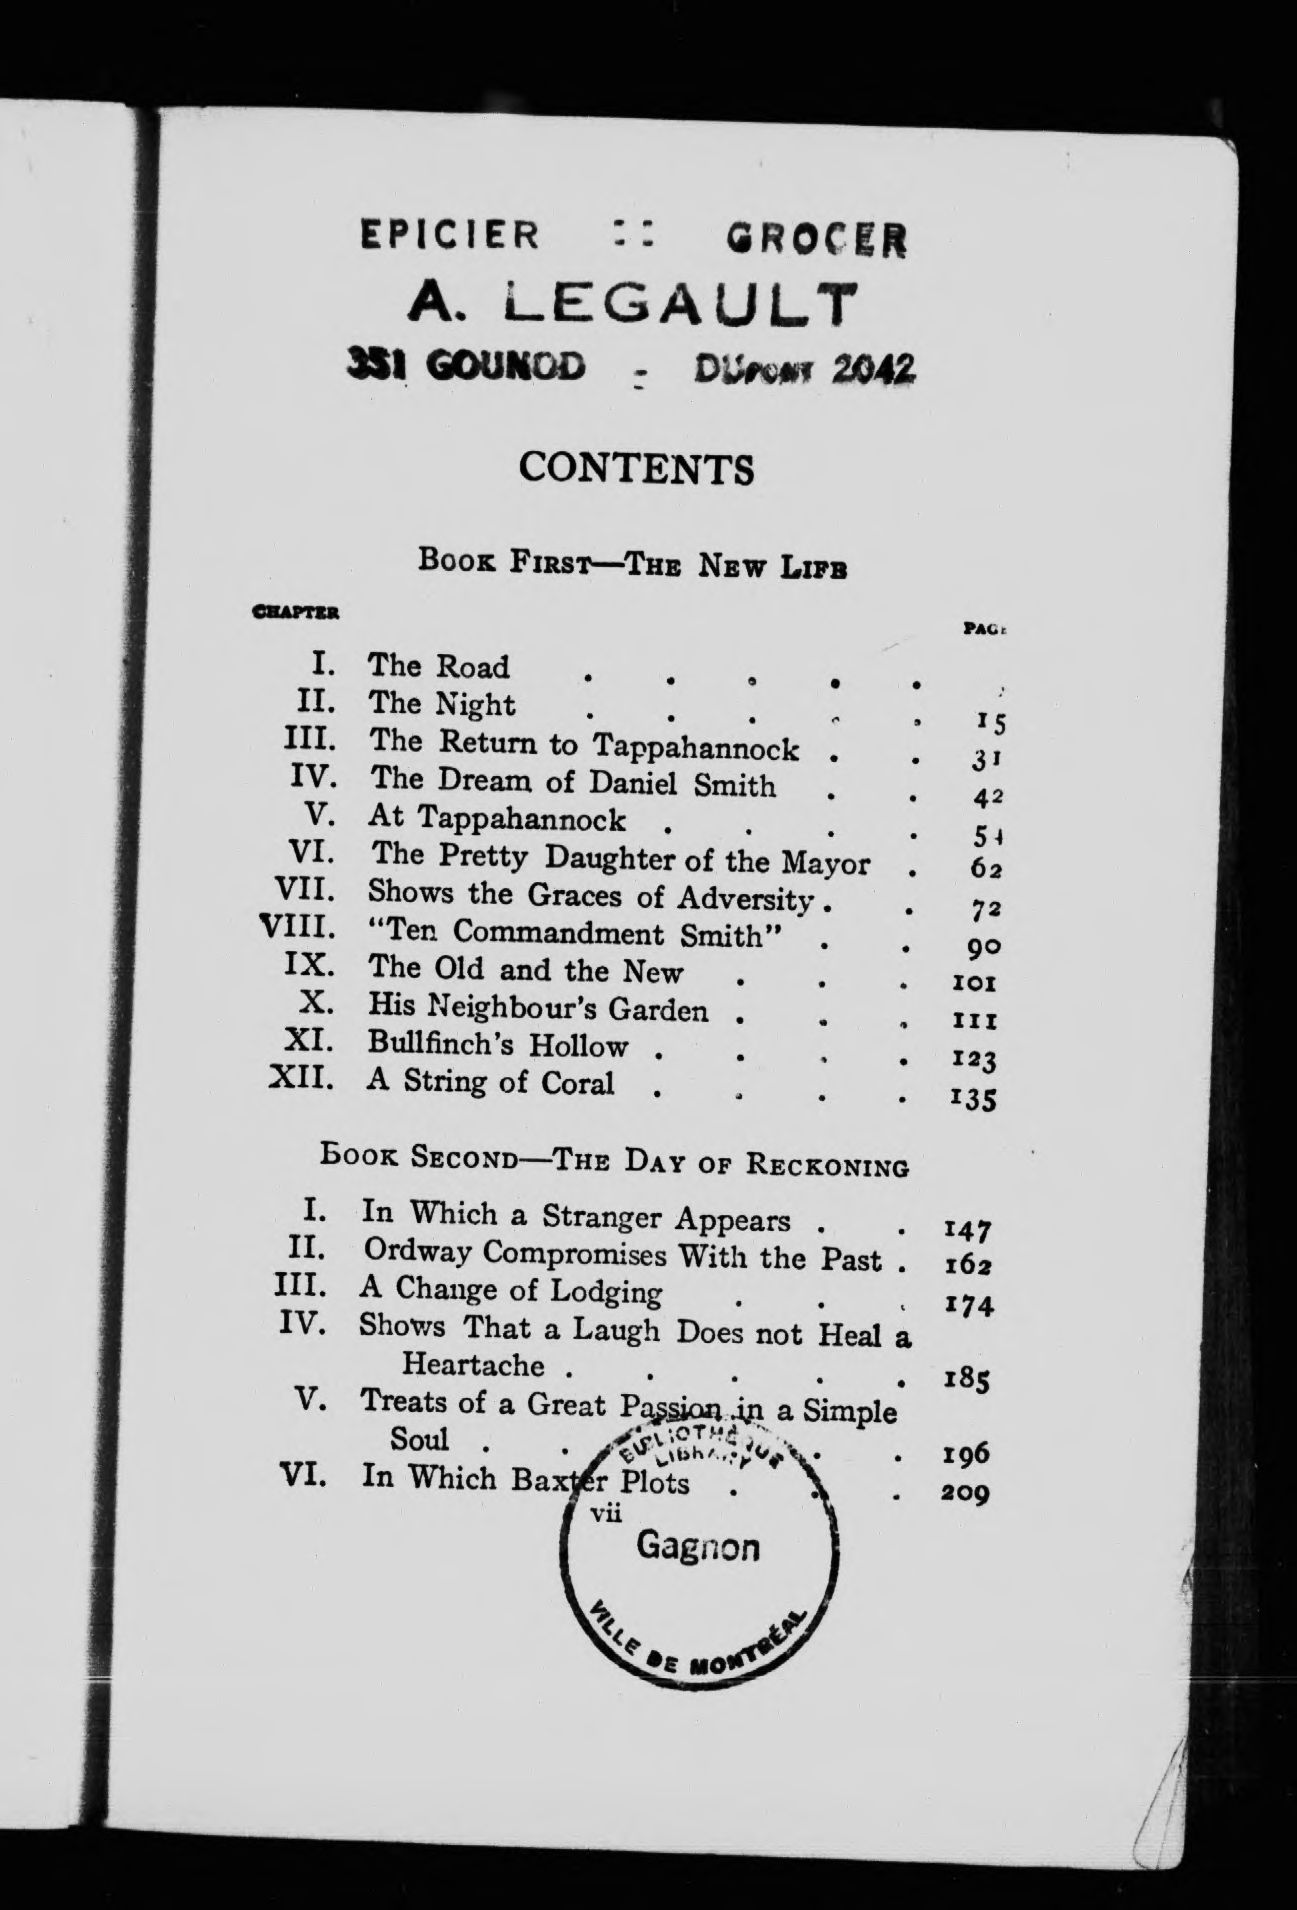 EPICIER :: GROCER
A. LEGAULT
351 GOUNOD - DUPONT 2042
CONTENTS
BOOK FIRST—THE NEW LIFE
CHAPTER PAGE
I. The Road . . . . .
II. The Night . . . . . 15
III. The Return to Tappahannock . . 31
IV. The Dream of Daniel Smith . . 42
V. At Tappahannock . . . . 54
VI. The Pretty Daughter of the Mayor . 62
VII. Shows the Graces of Adversity . . 72
VIII. "Ten Commandment Smith" . . 90
IX. The Old and the New . . . 101
X. His Neighbour's Garden . . . 111
XI. Bullfinch's Hollow . . . . 123
XII. A String of Coral . . . . 135
BOOK SECOND—THE DAY OF RECKONING
I. In Which a Stranger Appears . . 147
II. Ordway Compromises With the Past . 162
III. A Change of Lodging . . . 174
IV. Shows That a Laugh Does not Heal a
Heartache . . . . . 185
V. Treats of a Great Passion in a Simple
Soul . . . . 196
VI. In Which Baxter Plots . . . 209
vii
BIBLIOTHÈQUE
LIBRARY
Gagnon
VILLE DE MONTRÉAL